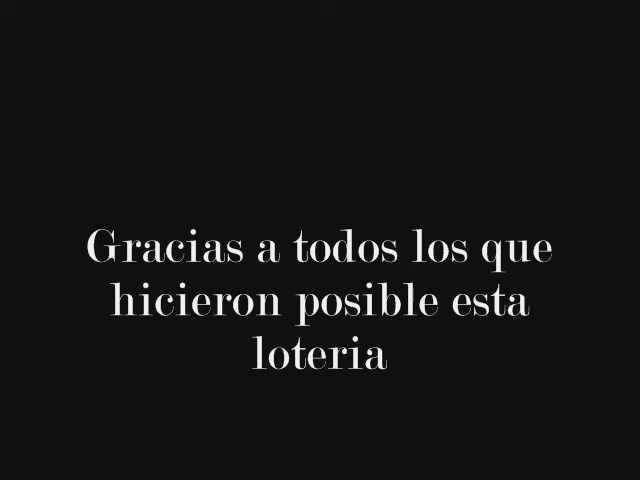 Gracias a todos los que
hicieron posible esta
loteria